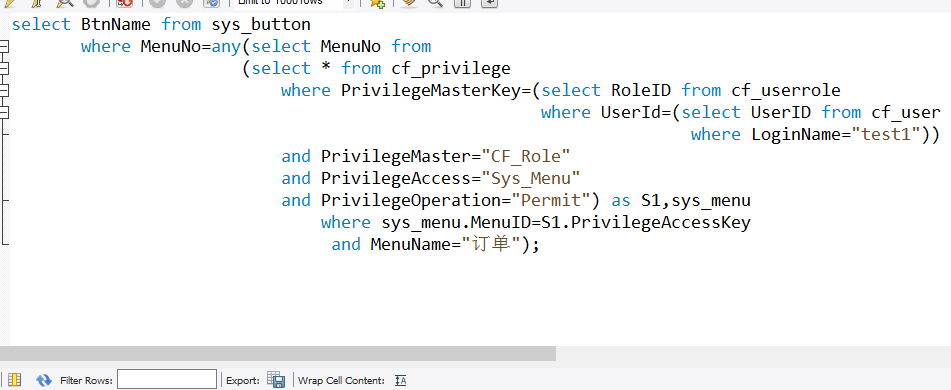 Limit to 1000 rows
select BtnName from sys_button
where MenuNo=any(select MenuNo from
(select * from cf_privilege
where PrivilegeMasterKey=(select RoleID from cf_userrole
where UserId=(select UserID from cf_user
where LoginName="test1"))
and PrivilegeMaster="CF_Role"
and PrivilegeAccess="Sys_Menu"
and PrivilegeOperation="Permit") as S1,sys_menu
where sys_menu.MenuID=S1.PrivilegeAccessKey
and MenuName="订单");
Filter Rows: Export: Wrap Cell Content: